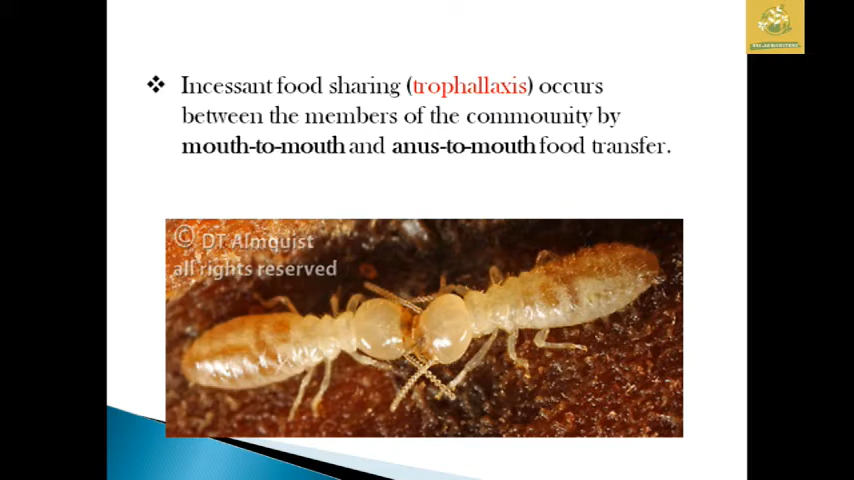 Incessant food sharing (trophallaxis) occurs
between the members of the commounity by
mouth-to-mouth and anus-to-mouth food transfer.
© DT Almquist
all rights reserved